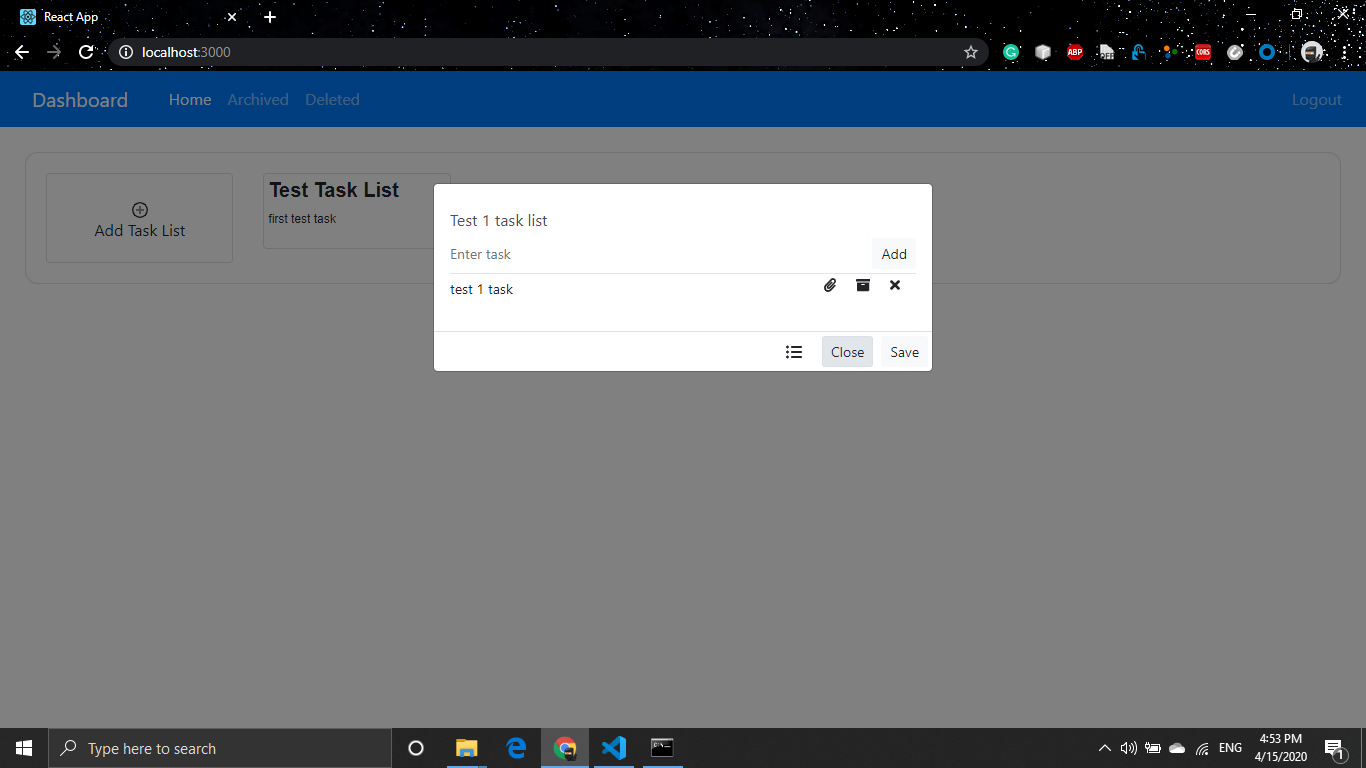 React App
localhost:3000
ABP
OFF
CORS
Dashboard Home Archived Deleted Logout
Add Task List
Test Task List
first test task
Test 1 task list
Enter task Add
test 1 task
Close Save
Type here to search
ENG
4:53 PM
4/15/2020
1